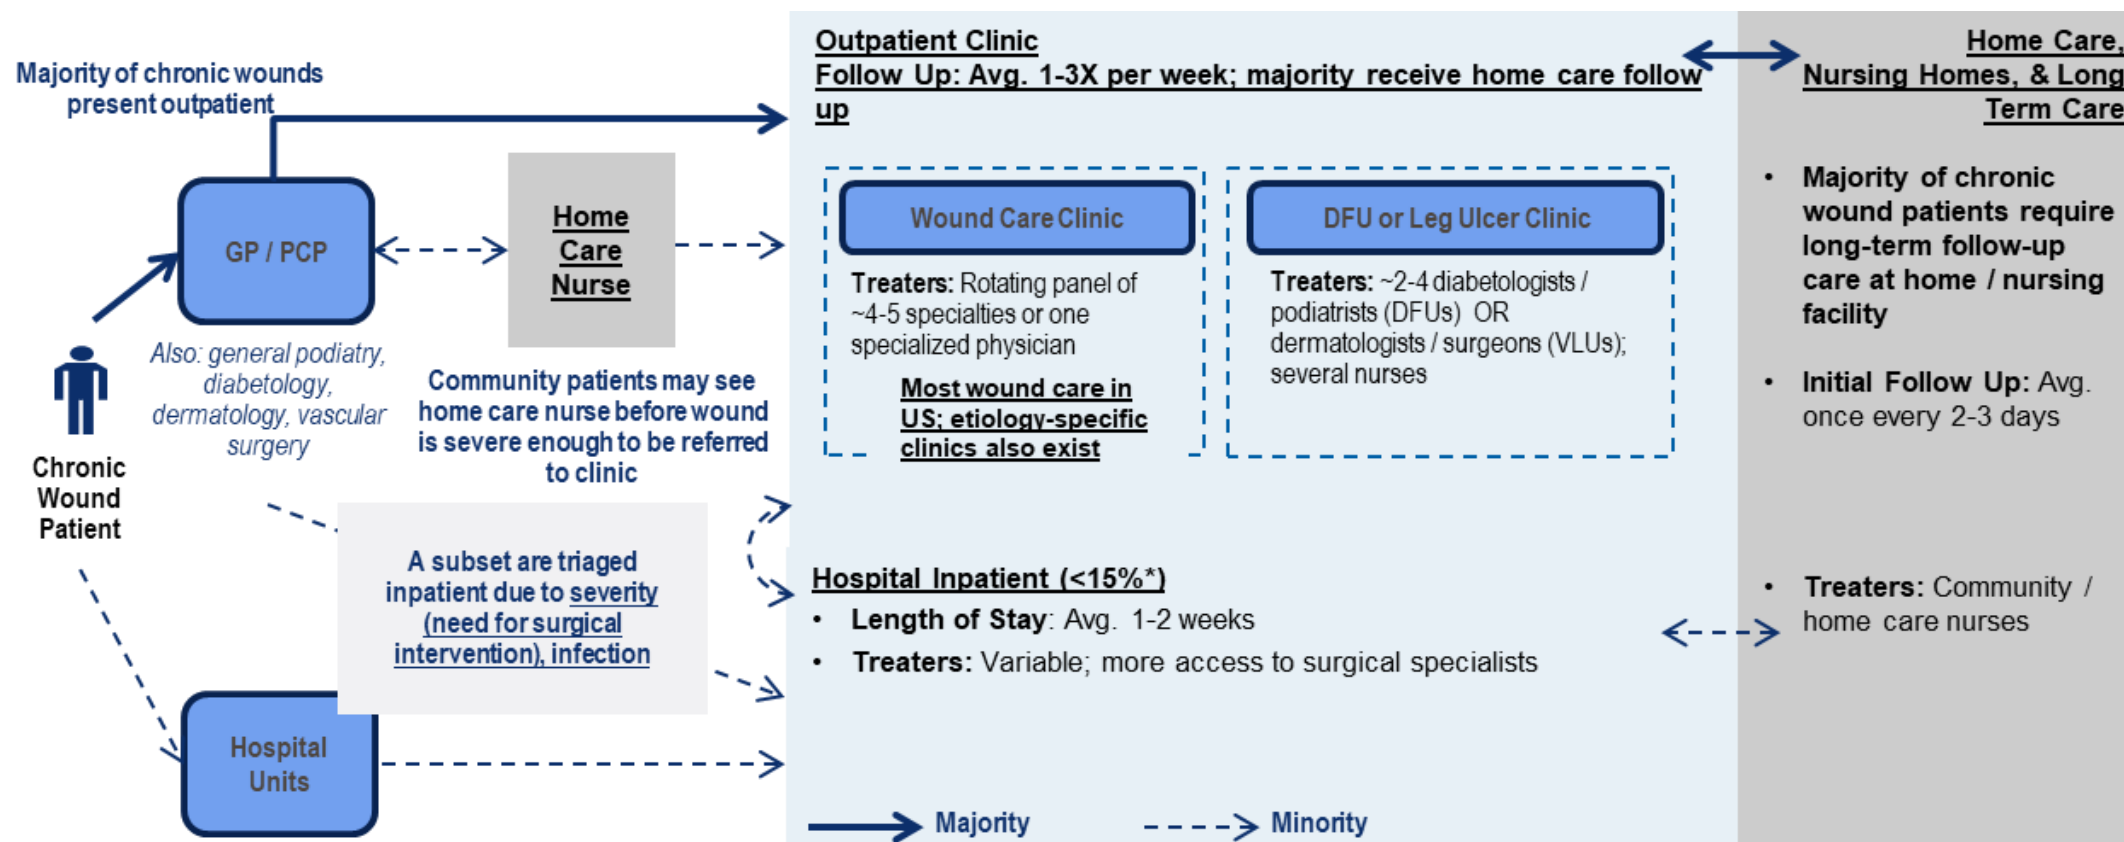 Majority of chronic wounds
present outpatient
GP / PCP
Also: general podiatry,
diabetology,
dermatology, vascular
surgery
Chronic
Wound
Patient
Home
Care
Nurse
Community patients may see
home care nurse before wound
is severe enough to be referred
to clinic
A subset are triaged
inpatient due to severity
(need for surgical
intervention), infection
Hospital
Units
Outpatient Clinic
Follow Up: Avg. 1-3X per week; majority receive home care follow
up
Wound Care Clinic
Treaters: Rotating panel of
~4-5 specialties or one
specialized physician
Most wound care in
US; etiology-specific
clinics also exist
DFU or Leg Ulcer Clinic
Treaters: ~2-4 diabetologists /
podiatrists (DFUs) OR
dermatologists / surgeons (VLUs);
several nurses
Hospital Inpatient (<15%*)
• Length of Stay: Avg. 1-2 weeks
• Treaters: Variable; more access to surgical specialists
Majority
Minority
Home Care,
Nursing Homes, & Long
Term Care
• Majority of chronic
wound patients require
long-term follow-up
care at home / nursing
facility
• Initial Follow Up: Avg.
once every 2-3 days
• Treaters: Community /
home care nurses